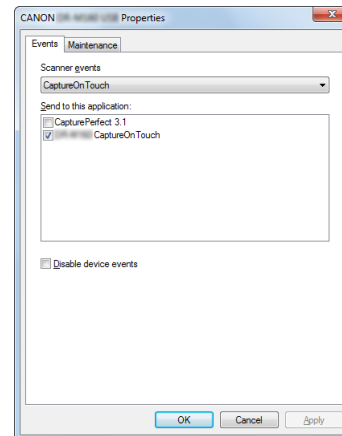 CANON Properties
Events Maintenance
Scanner events
CaptureOnTouch
Send to this application:
CapturePerfect 3.1
CaptureOnTouch
Disable device events
OK Cancel Apply